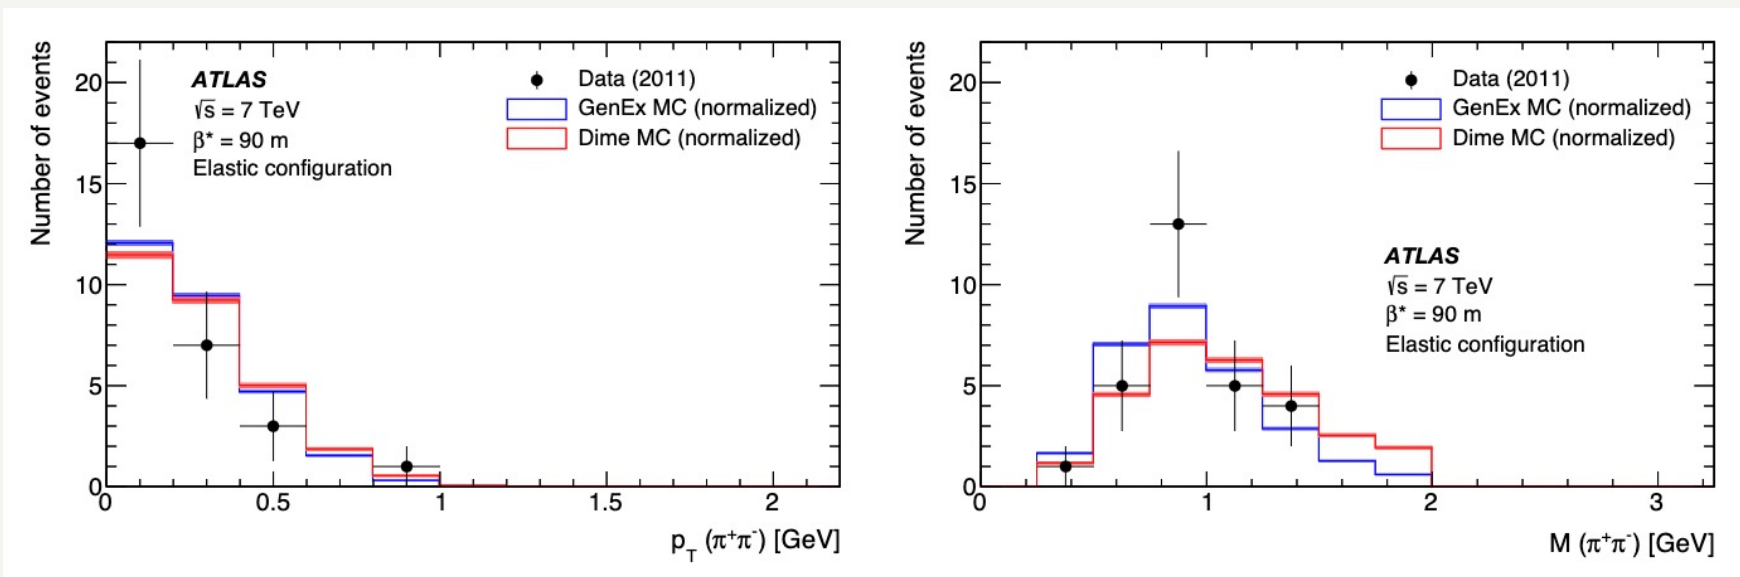 Number of events
20
15
10
5
0
ATLAS
√s = 7 TeV
β* = 90 m
Elastic configuration
Data (2011)
GenEx MC (normalized)
Dime MC (normalized)
0 0.5 1 1.5 2
pT (π+π-) [GeV]
Number of events
20
15
10
5
0
Data (2011)
GenEx MC (normalized)
Dime MC (normalized)
ATLAS
√s = 7 TeV
β* = 90 m
Elastic configuration
0 1 2 3
M (π+π-) [GeV]